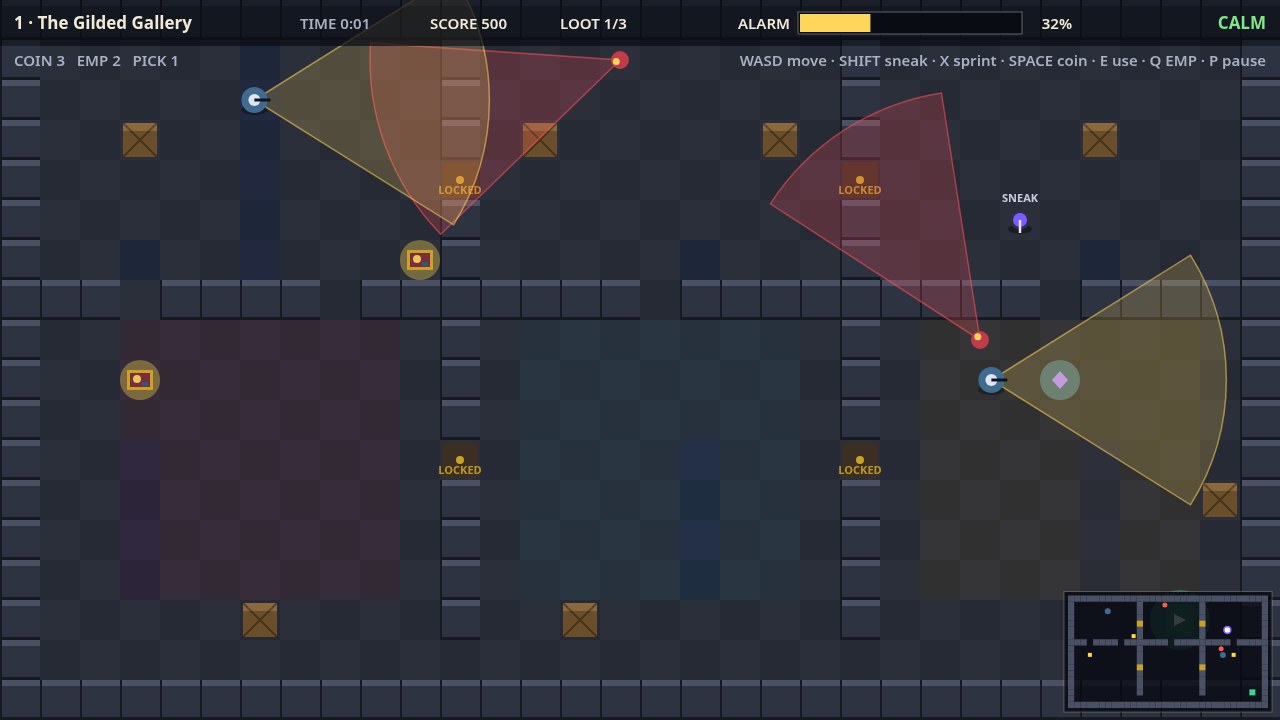 1 · The Gilded Gallery TIME 0:01 SCORE 500 LOOT 1/3 ALARM 32% CALM
COIN 3 EMP 2 PICK 1 WASD move · SHIFT sneak · X sprint · SPACE coin · E use · Q EMP · P pause
LOCKED
LOCKED
SNEAK
LOCKED
LOCKED